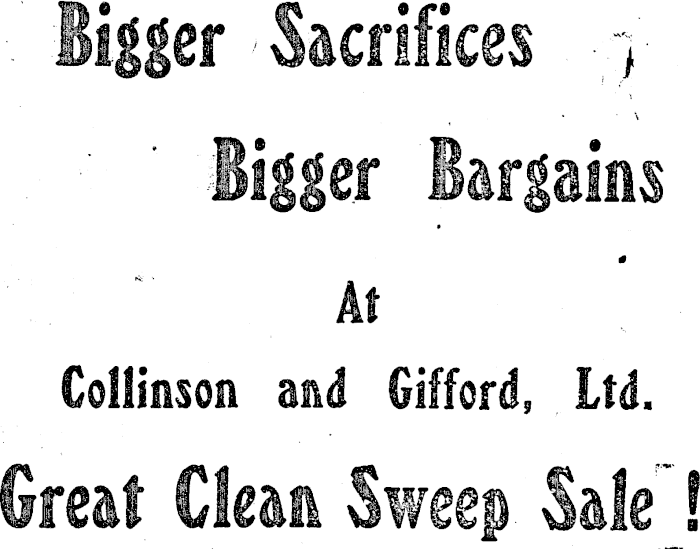 Bigger Sacrifices
Bigger Bargains
At
Collinson and Gifford, Ltd.
Great Clean Sweep Sale!